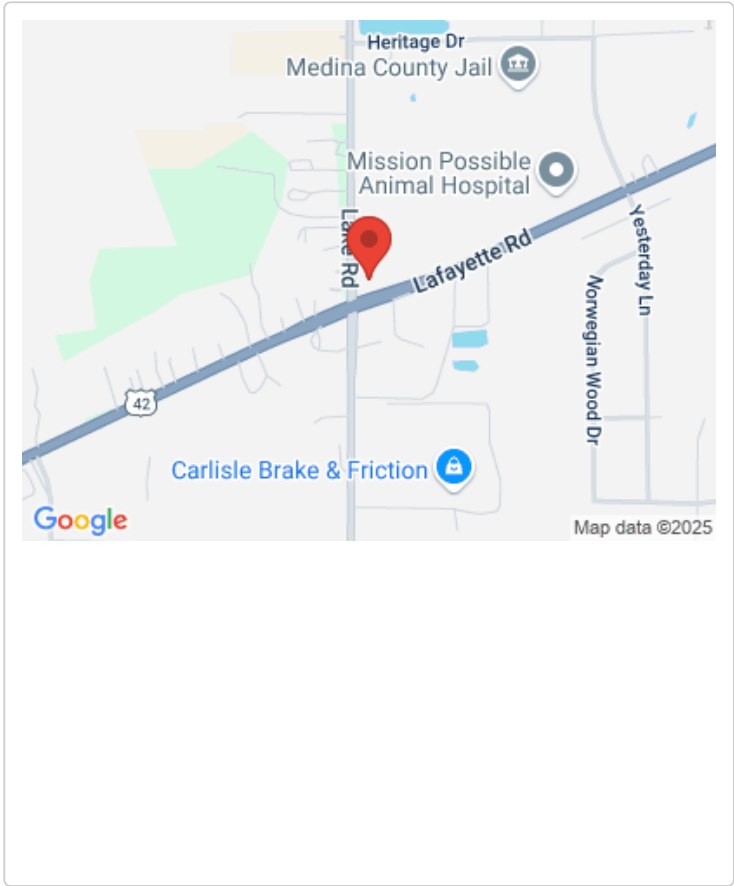 Heritage Dr
Medina County Jail
Mission Possible
Animal Hospital
Lake Rd
Lafayette Rd
Yesterday Ln
Norwegian Wood Dr
42
Carlisle Brake & Friction
Google
Map data ©2025